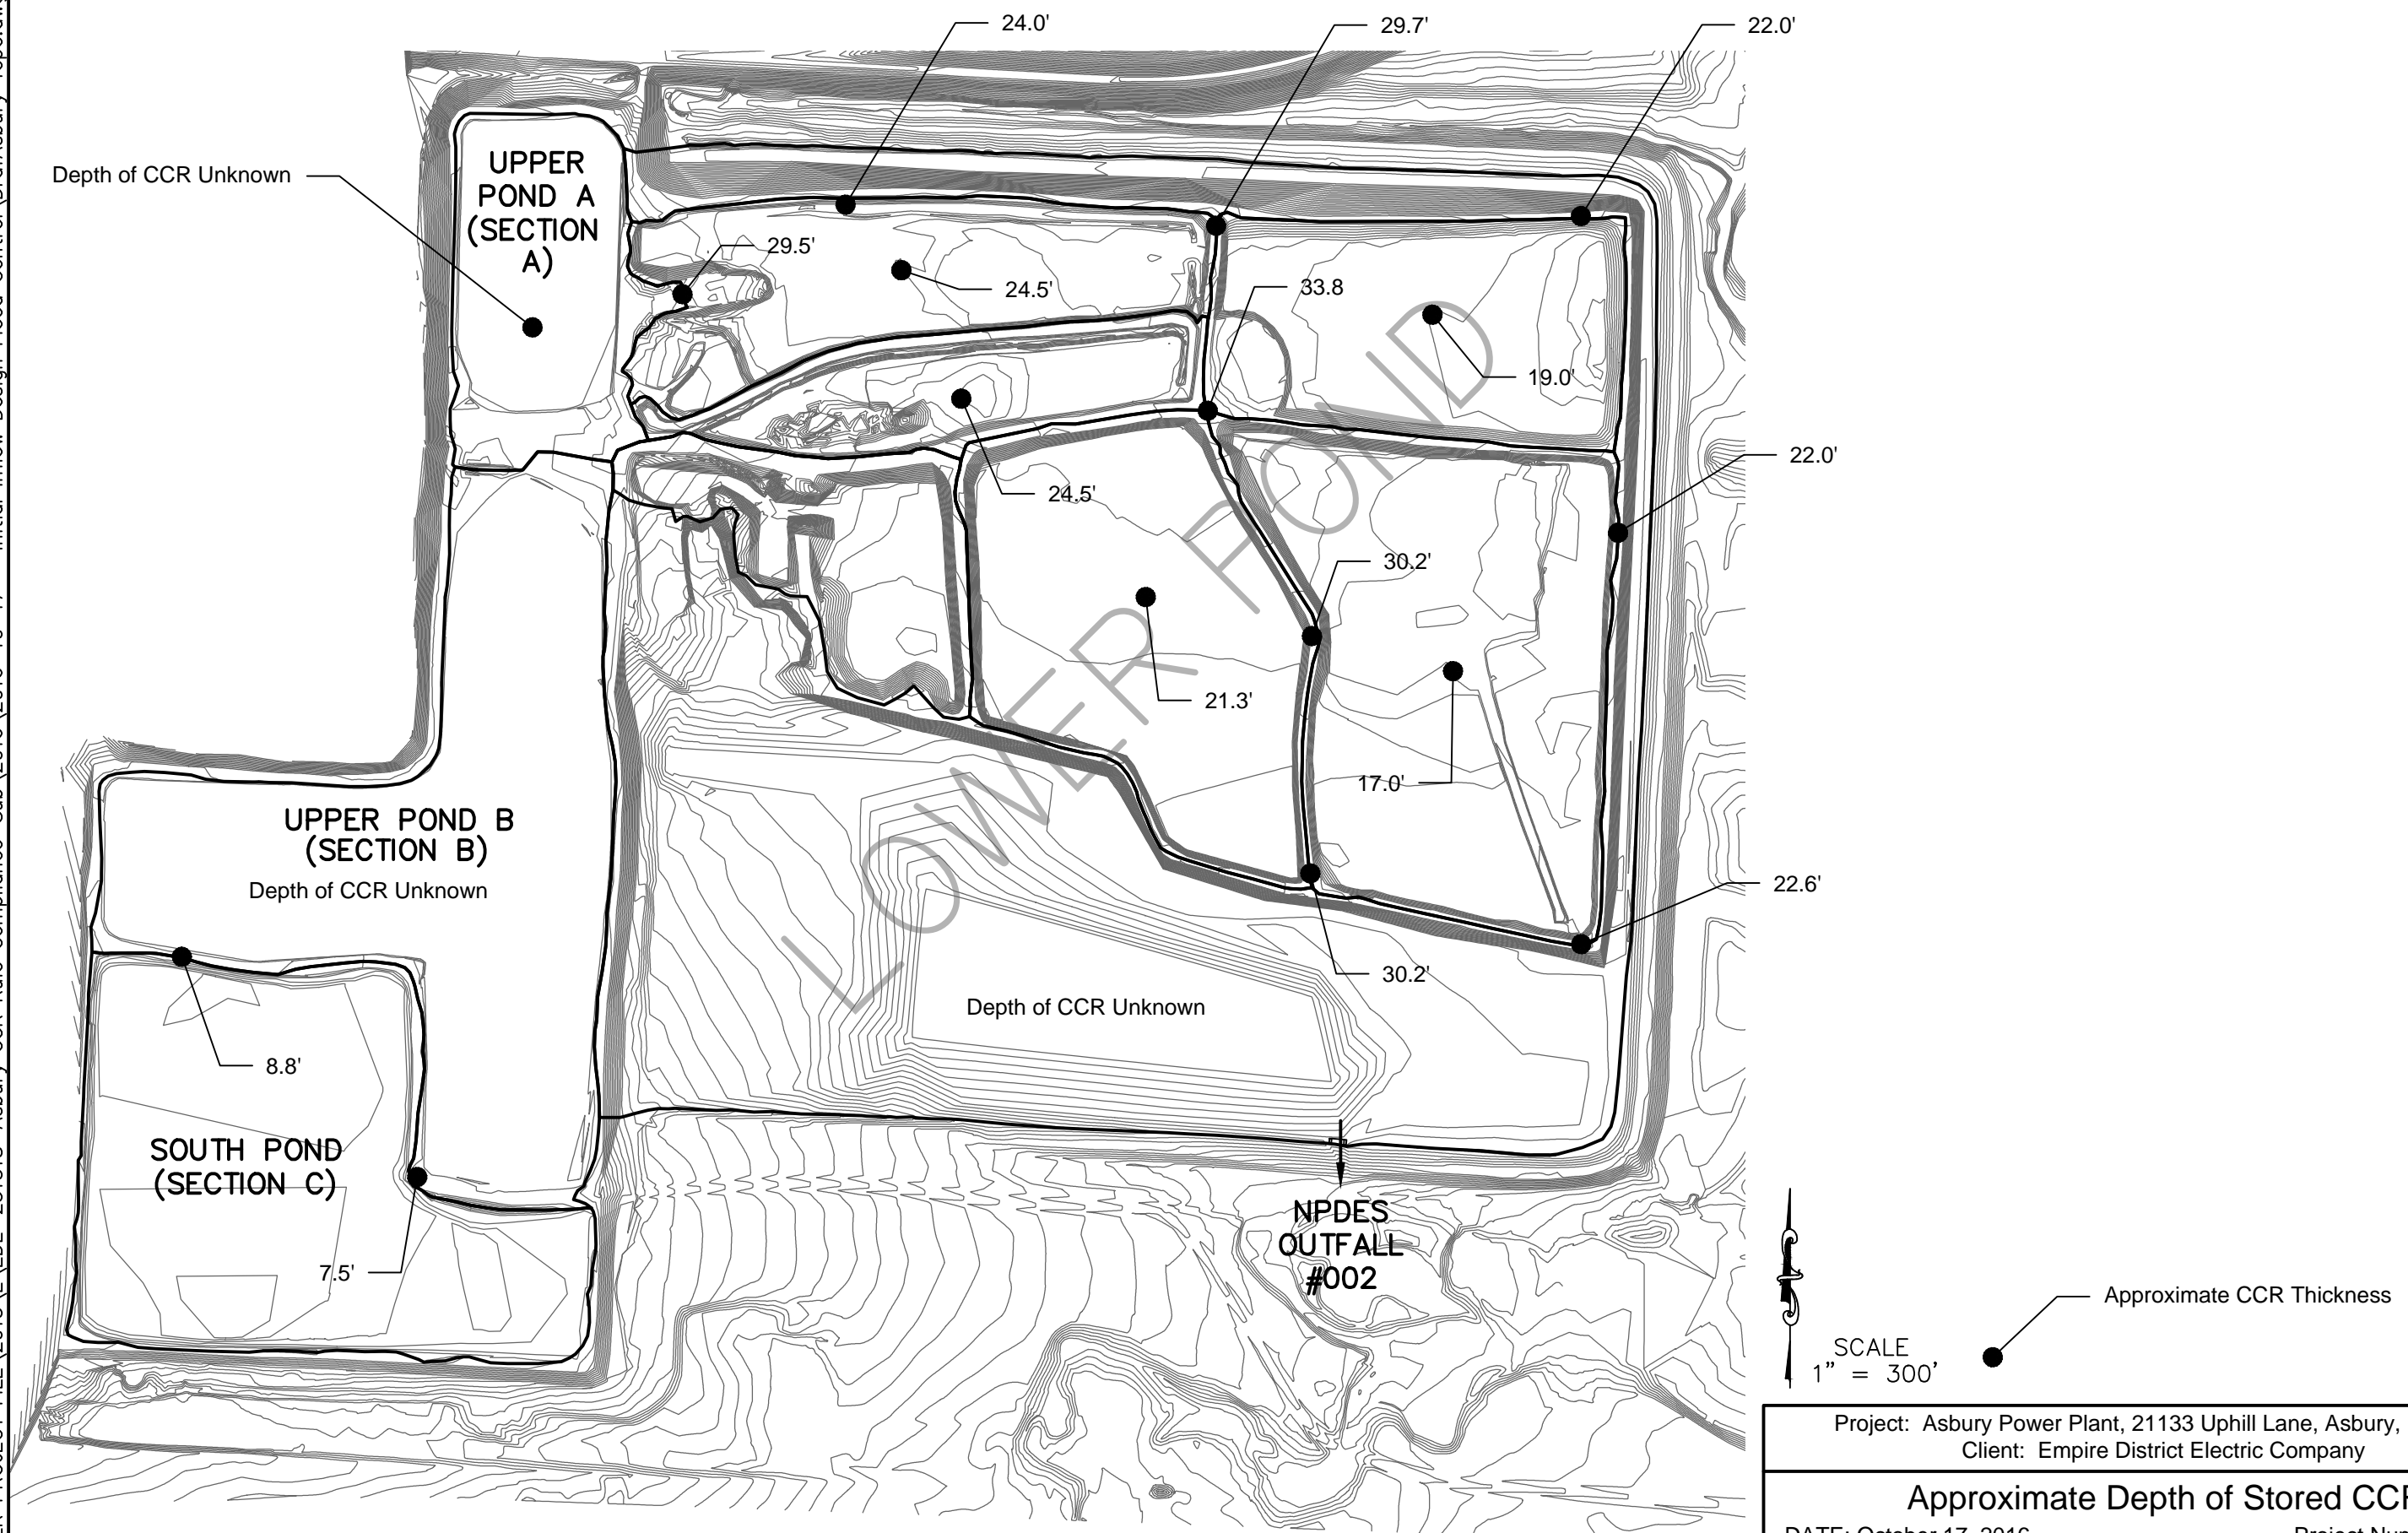 24.0'
29.7'
22.0'
Depth of CCR Unknown
UPPER
POND A
(SECTION
A)
29.5'
24.5'
33.8
19.0'
24.5'
22.0'
30.2'
21.3'
17.0'
LOWER POND
UPPER POND B
(SECTION B)
Depth of CCR Unknown
22.6'
30.2'
Depth of CCR Unknown
8.8'
SOUTH POND
(SECTION C)
7.5'
NPDES
OUTFALL
#002
Approximate CCR Thickness
SCALE
1" = 300'
Project: Asbury Power Plant, 21133 Uphill Lane, Asbury,
Client: Empire District Electric Company
Approximate Depth of Stored CC
DATE: October 17, 2016